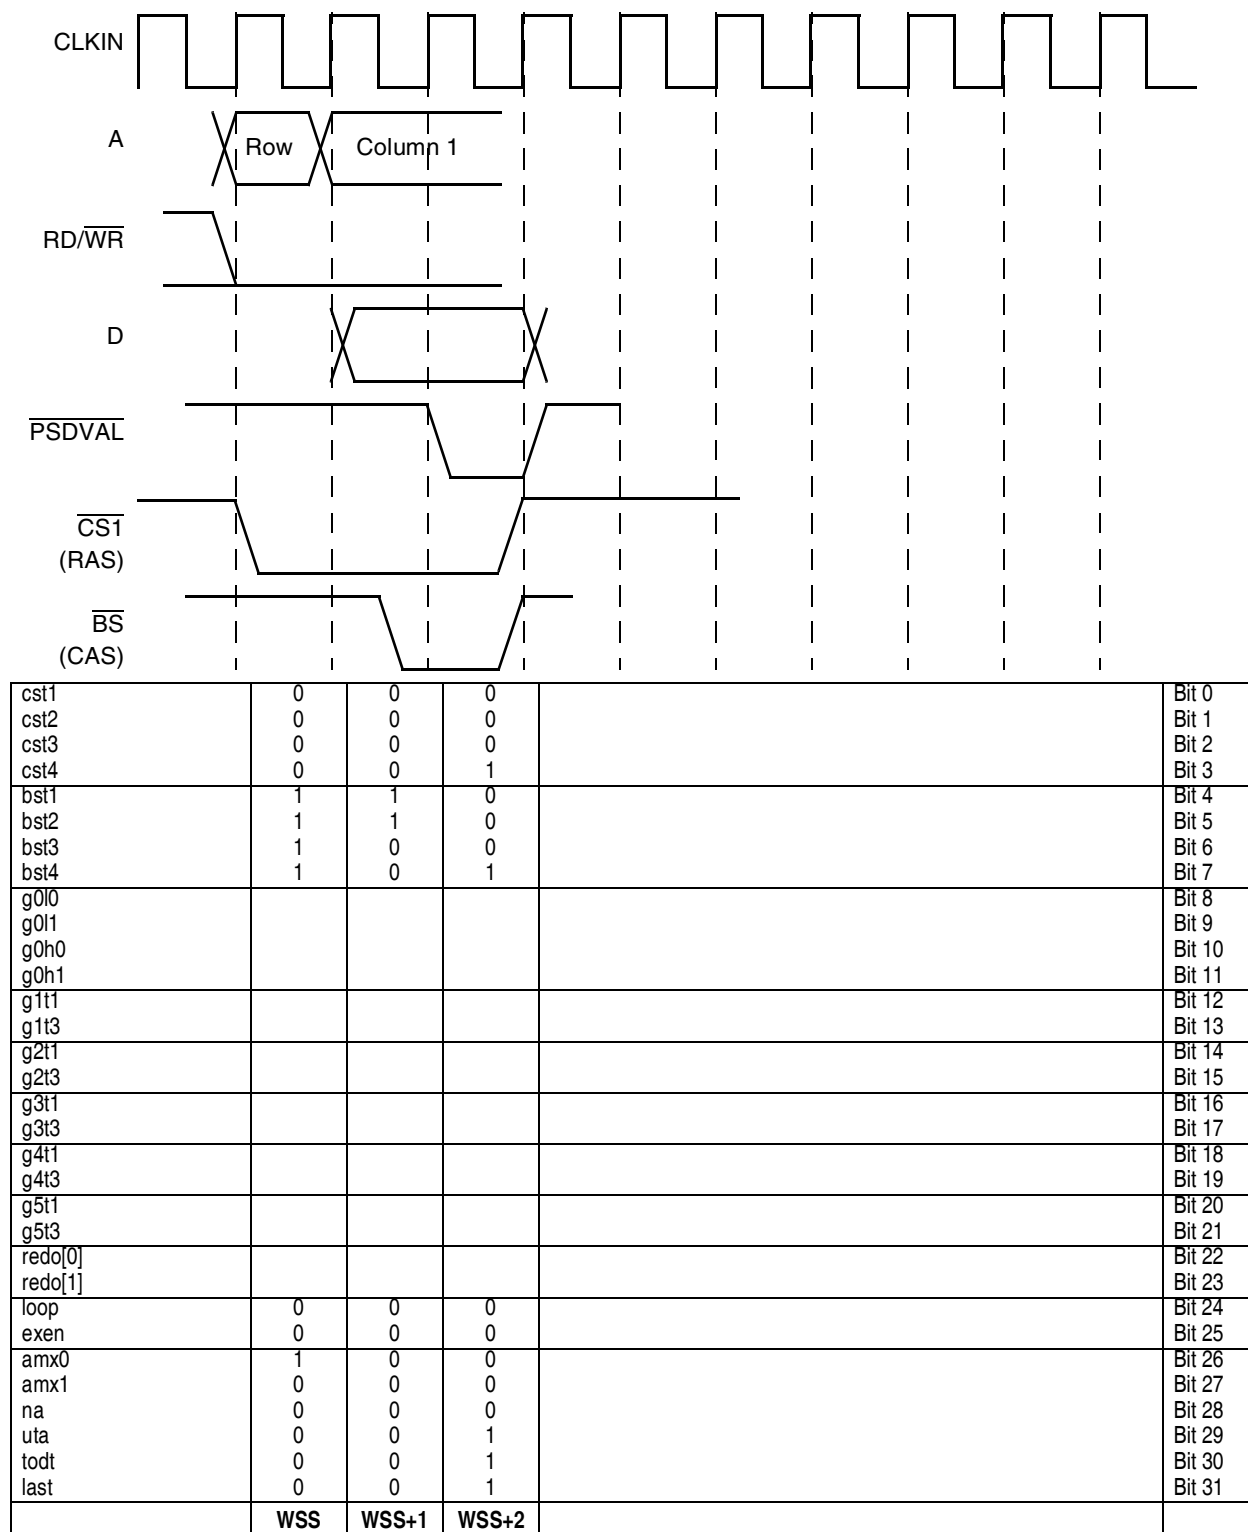 CLKIN
A
Row
Column 1
RD/WR
D
PSDVAL
CS1
(RAS)
BS
(CAS)
cst1 0 0 0 Bit 0
cst2 0 0 0 Bit 1
cst3 0 0 0 Bit 2
cst4 0 0 1 Bit 3
bst1 1 1 0 Bit 4
bst2 1 1 0 Bit 5
bst3 1 0 0 Bit 6
bst4 1 0 1 Bit 7
g0l0 Bit 8
g0l1 Bit 9
g0h0 Bit 10
g0h1 Bit 11
g1t1 Bit 12
g1t3 Bit 13
g2t1 Bit 14
g2t3 Bit 15
g3t1 Bit 16
g3t3 Bit 17
g4t1 Bit 18
g4t3 Bit 19
g5t1 Bit 20
g5t3 Bit 21
redo[0] Bit 22
redo[1] Bit 23
loop 0 0 0 Bit 24
exen 0 0 0 Bit 25
amx0 1 0 0 Bit 26
amx1 0 0 0 Bit 27
na 0 0 0 Bit 28
uta 0 0 1 Bit 29
todt 0 0 1 Bit 30
last 0 0 1 Bit 31
WSS WSS+1 WSS+2